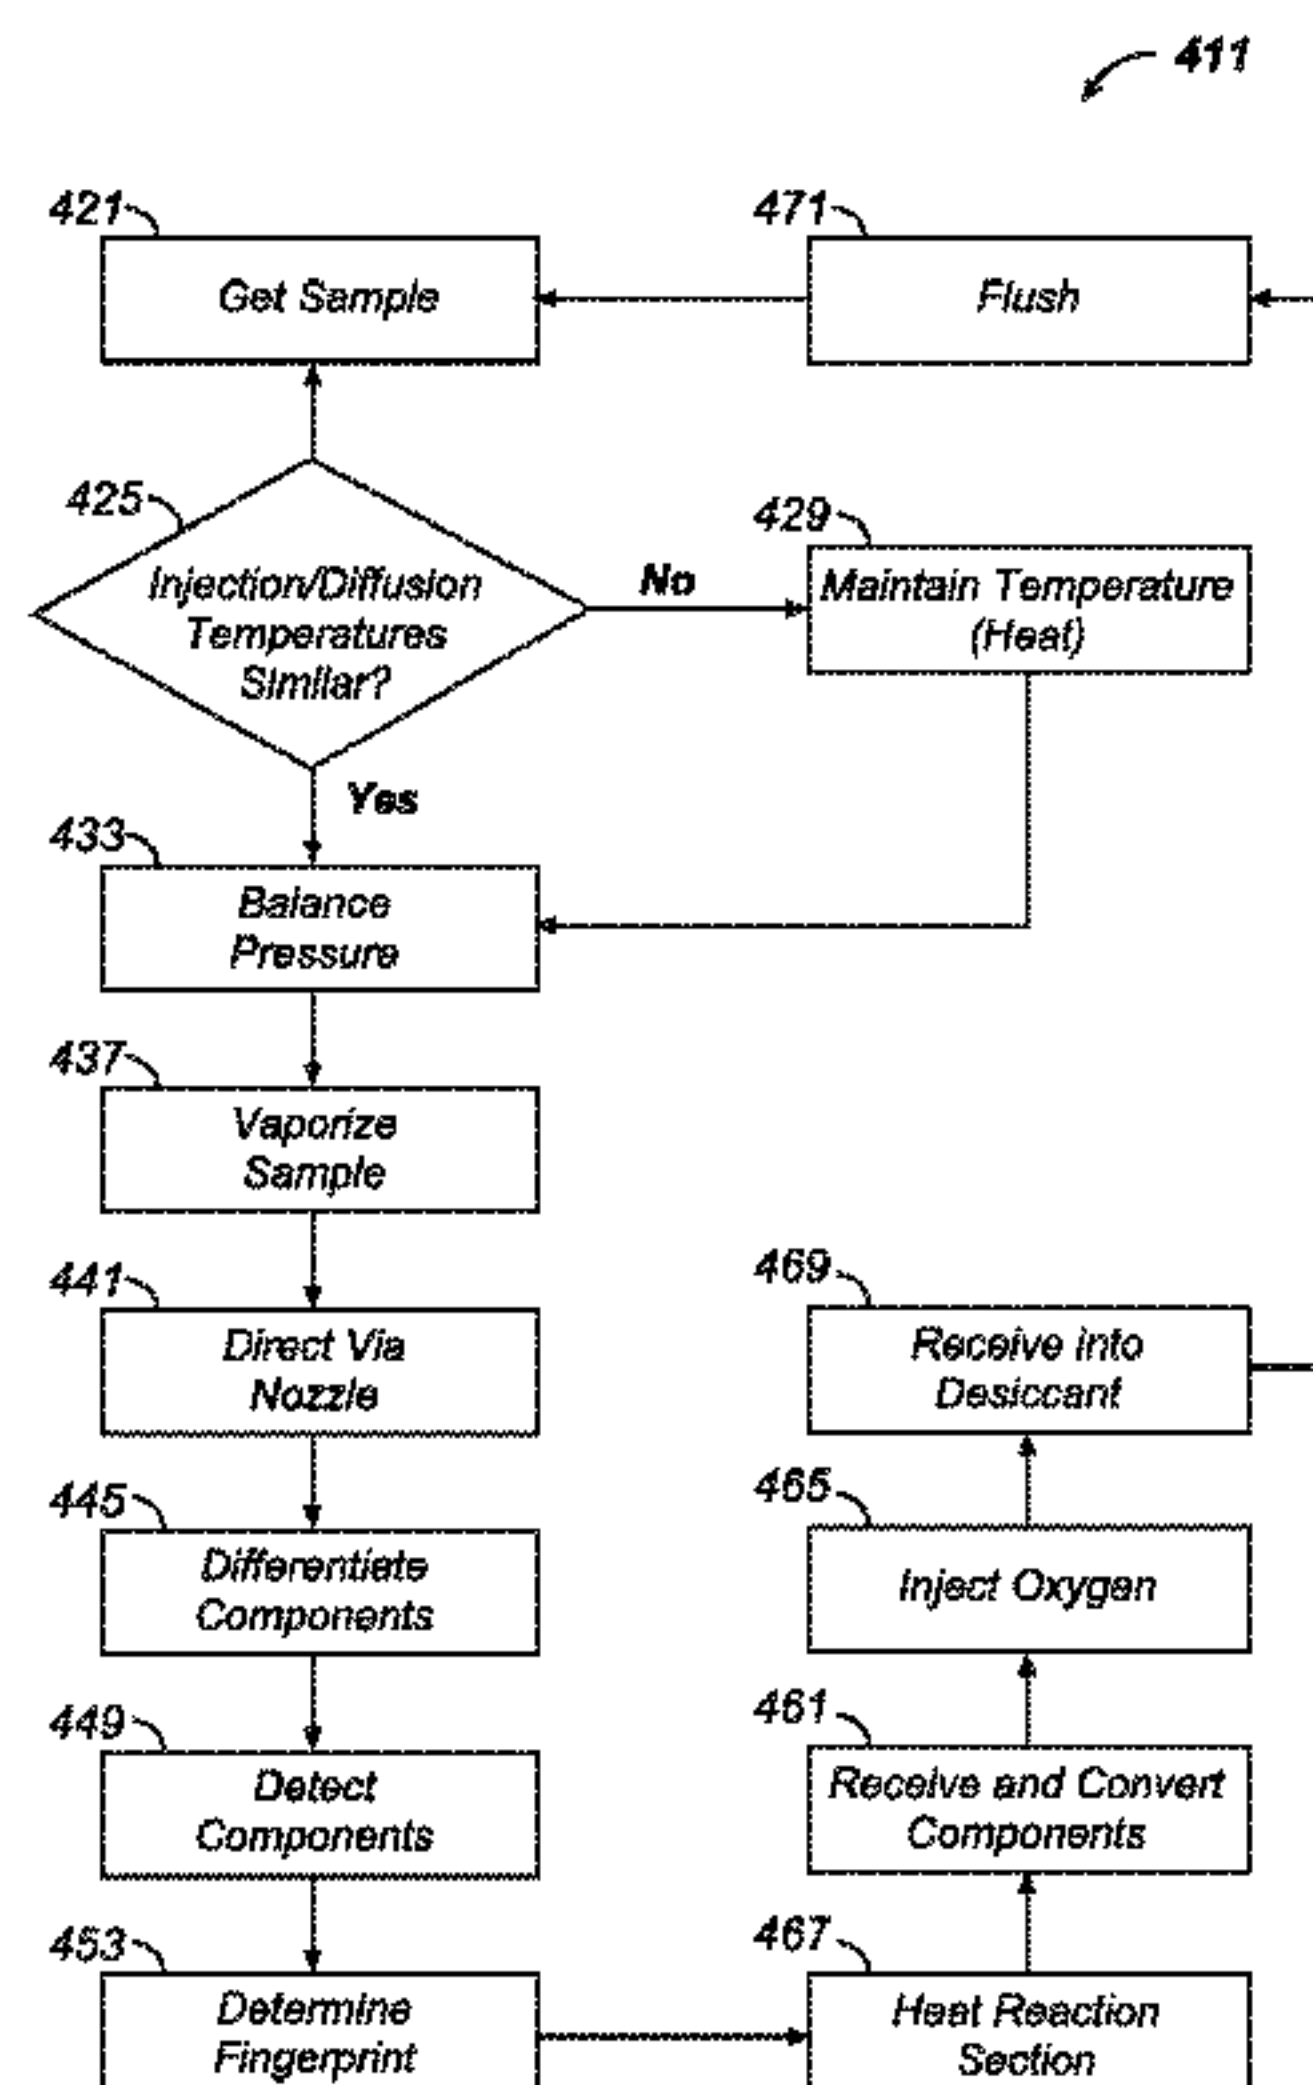 411
421
Get Sample
471
Flush
425
Injection/Diffusion
Temperatures
Similar?
No
429
Maintain Temperature
(Heat)
Yes
433
Balance
Pressure
437
Vaporize
Sample
441
Direct Via
Nozzle
469
Receive into
Desiccant
445
Differentiate
Components
465
Inject Oxygen
449
Detect
Components
461
Receive and Convert
Components
453
Determine
Fingerprint
467
Heat Reaction
Section